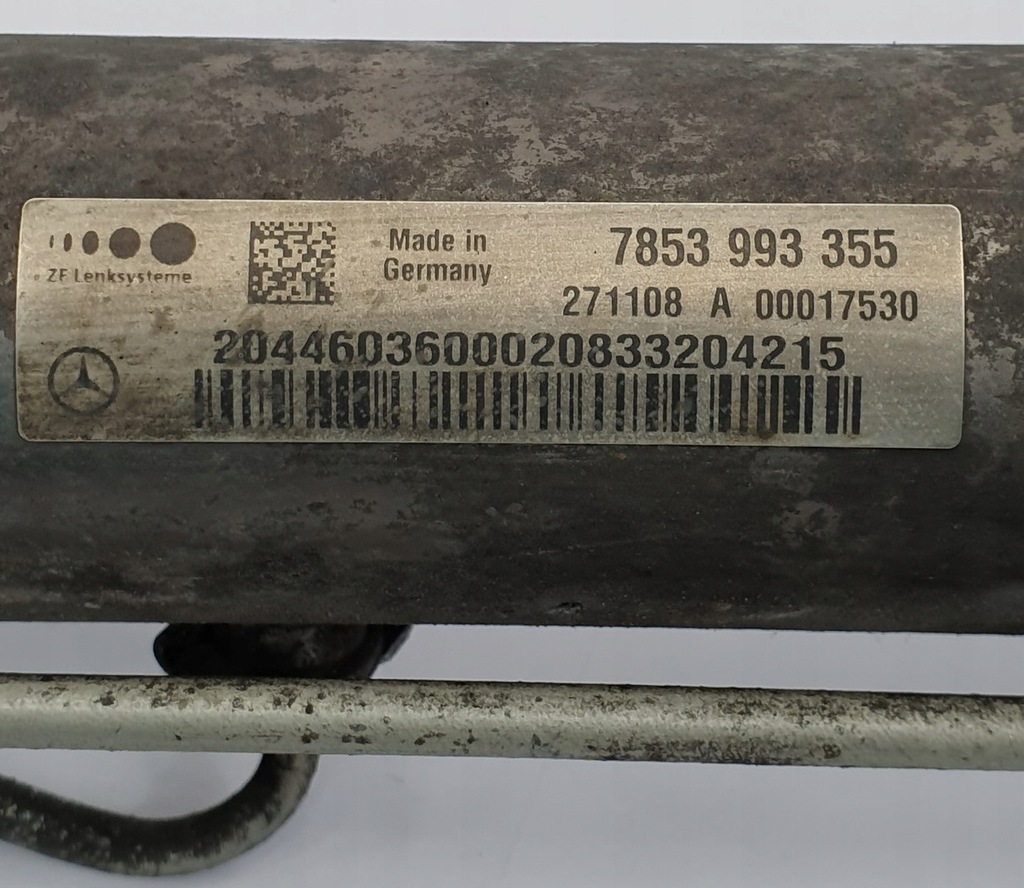 ZF Lenksysteme
Made in
Germany
7853 993 355
271108 A 00017530
2044603600020833204215